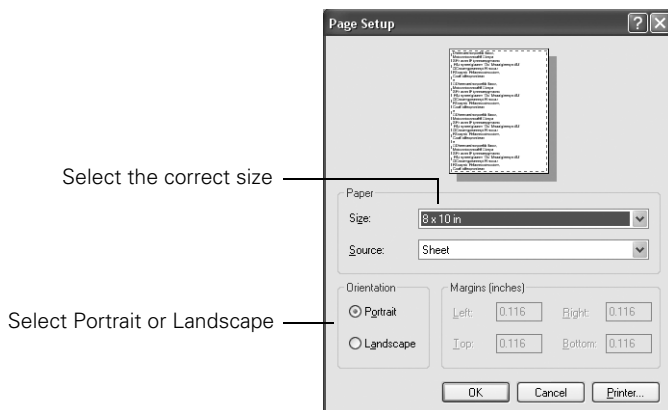 Page Setup
Select the correct size
Paper
Size: 8 x 10 in
Source: Sheet
Orientation
Select Portrait or Landscape
Portrait
Landscape
Margins (inches)
Left: 0.116 Right: 0.116
Top: 0.116 Bottom: 0.116
OK Cancel Printer...